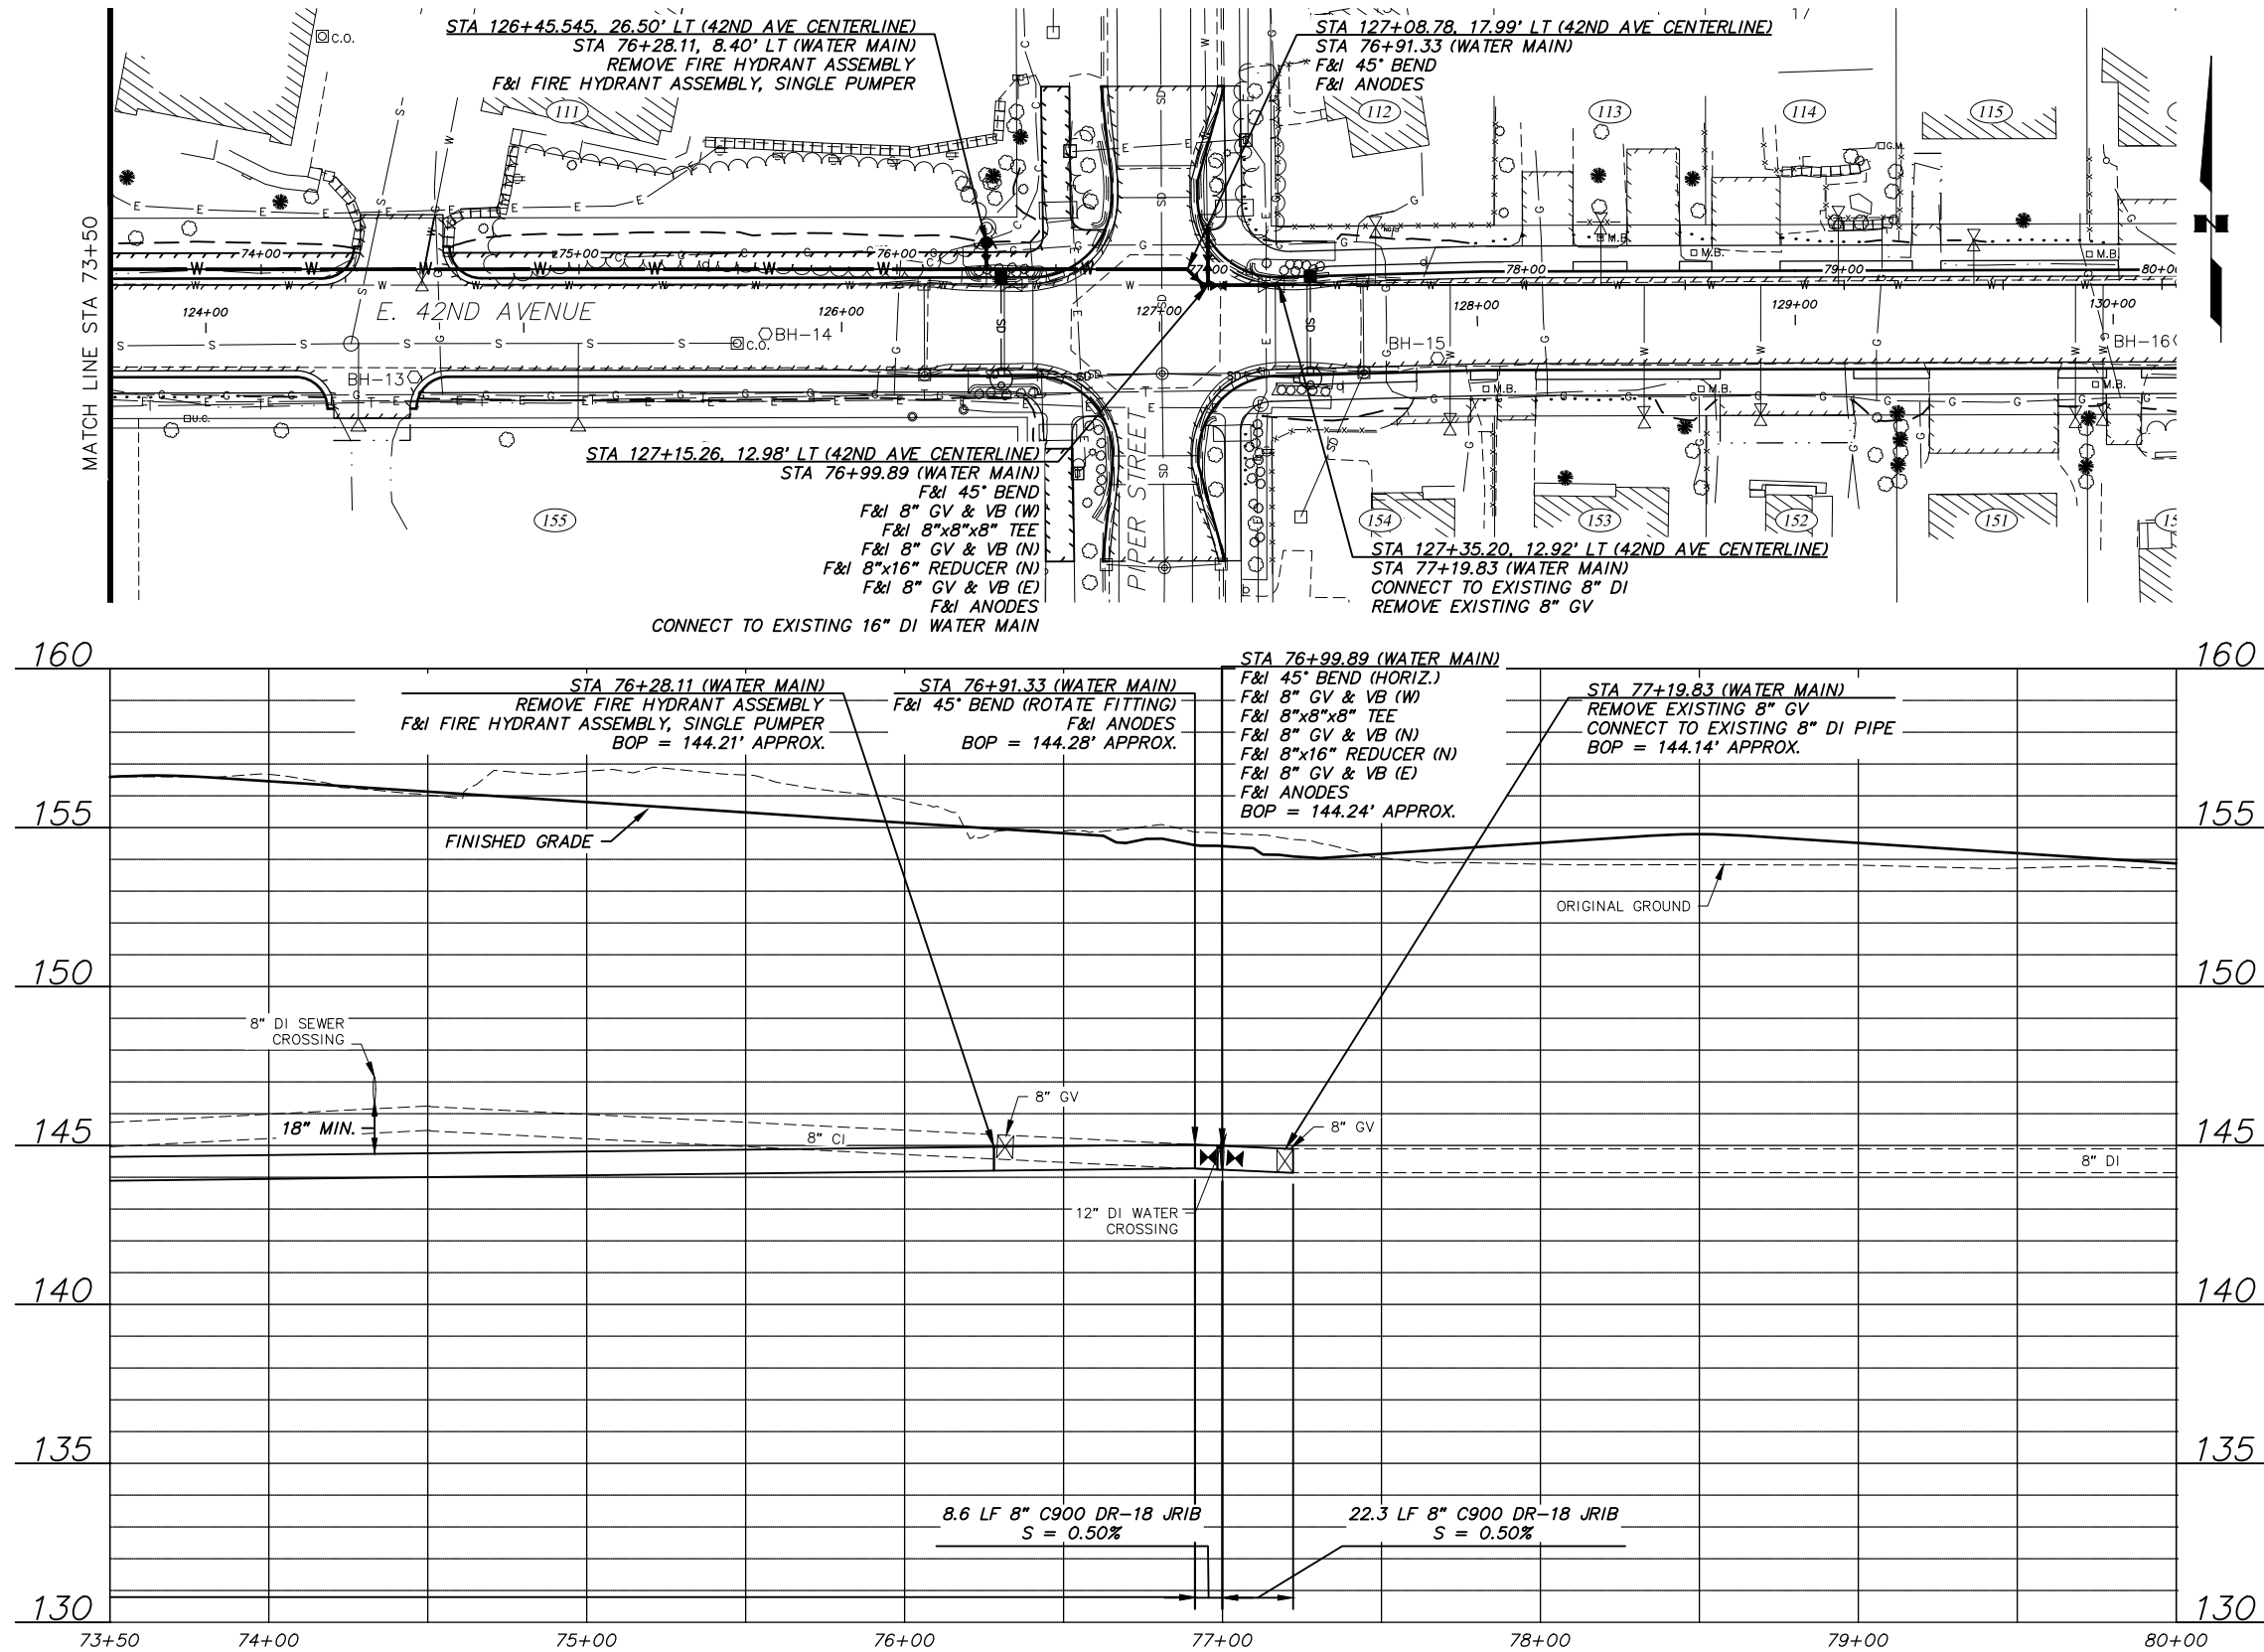 STA 126+45.545, 26.50' LT (42ND AVE CENTERLINE)
STA 76+28.11, 8.40' LT (WATER MAIN)
REMOVE FIRE HYDRANT ASSEMBLY
F&I FIRE HYDRANT ASSEMBLY, SINGLE PUMPER
STA 127+08.78, 17.99' LT (42ND AVE CENTERLINE)
STA 76+91.33 (WATER MAIN)
F&I 45° BEND
F&I ANODES
17
C.O.
111
112
113
114
115
G.M.
MATCH LINE STA 73+50
74+00
75+00
76+00
77+00
78+00
79+00
80+00
M.B.
M.B.
M.B.
124+00
E. 42ND AVENUE
126+00
127+00
128+00
129+00
130+00
C.O.
BH-14
BH-15
BH-16
BH-13
U.C.
M.B.
M.B.
M.B.
SD
SD
PIPER STREET
STA 127+15.26, 12.98' LT (42ND AVE CENTERLINE)
STA 76+99.89 (WATER MAIN)
F&I 45° BEND
F&I 8" GV & VB (W)
F&I 8"x8"x8" TEE
F&I 8" GV & VB (N)
F&I 8"x16" REDUCER (N)
F&I 8" GV & VB (E)
F&I ANODES
CONNECT TO EXISTING 16" DI WATER MAIN
155
154
153
152
151
STA 127+35.20, 12.92' LT (42ND AVE CENTERLINE)
STA 77+19.83 (WATER MAIN)
CONNECT TO EXISTING 8" DI
REMOVE EXISTING 8" GV
160
160
STA 76+28.11 (WATER MAIN)
REMOVE FIRE HYDRANT ASSEMBLY
F&I FIRE HYDRANT ASSEMBLY, SINGLE PUMPER
BOP = 144.21' APPROX.
STA 76+91.33 (WATER MAIN)
F&I 45° BEND (ROTATE FITTING)
F&I ANODES
BOP = 144.28' APPROX.
STA 76+99.89 (WATER MAIN)
F&I 45° BEND (HORIZ.)
F&I 8" GV & VB (W)
F&I 8"x8"x8" TEE
F&I 8" GV & VB (N)
F&I 8"x16" REDUCER (N)
F&I 8" GV & VB (E)
F&I ANODES
BOP = 144.24' APPROX.
STA 77+19.83 (WATER MAIN)
REMOVE EXISTING 8" GV
CONNECT TO EXISTING 8" DI PIPE
BOP = 144.14' APPROX.
155
155
FINISHED GRADE
ORIGINAL GROUND
150
150
8" DI SEWER
CROSSING
18" MIN.
8" GV
8" CI
8" GV
8" DI
145
145
12" DI WATER
CROSSING
140
140
135
135
8.6 LF 8" C900 DR-18 JRIB
S = 0.50%
22.3 LF 8" C900 DR-18 JRIB
S = 0.50%
130
130
73+50
74+00
75+00
76+00
77+00
78+00
79+00
80+00